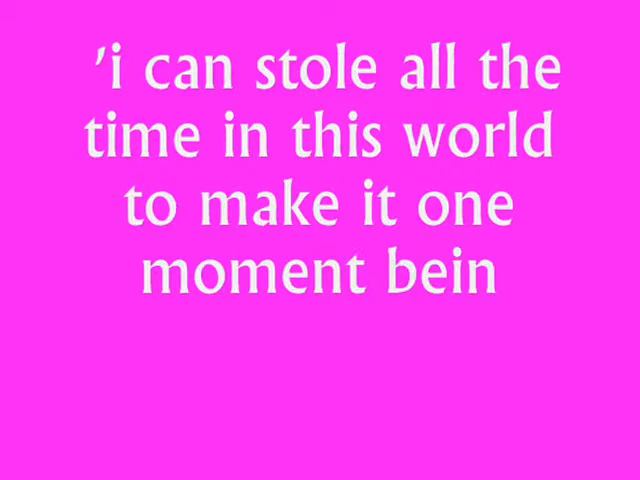 'i can stole all the
time in this world
to make it one
moment bein